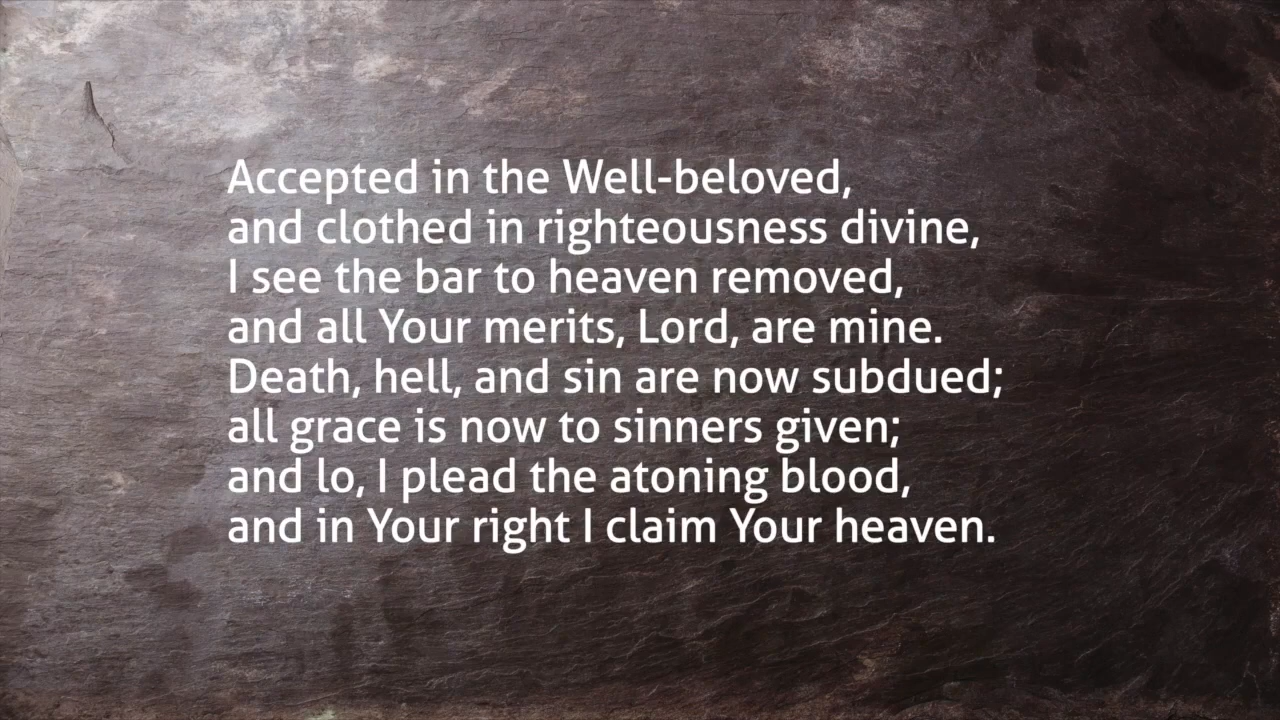 Accepted in the Well-beloved,
and clothed in righteousness divine,
I see the bar to heaven removed,
and all Your merits, Lord, are mine.
Death, hell, and sin are now subdued;
all grace is now to sinners given;
and lo, I plead the atoning blood,
and in Your right I claim Your heaven.